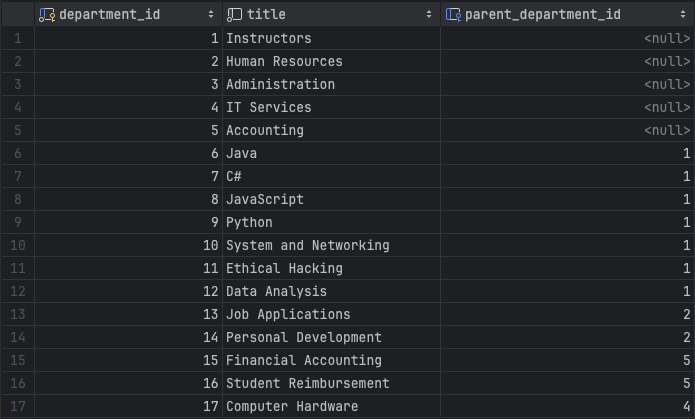 department_id title parent_department_id
1 1 Instructors <null>
2 2 Human Resources <null>
3 3 Administration <null>
4 4 IT Services <null>
5 5 Accounting <null>
6 6 Java 1
7 7 C# 1
8 8 JavaScript 1
9 9 Python 1
10 10 System and Networking 1
11 11 Ethical Hacking 1
12 12 Data Analysis 1
13 13 Job Applications 2
14 14 Personal Development 2
15 15 Financial Accounting 5
16 16 Student Reimbursement 5
17 17 Computer Hardware 4